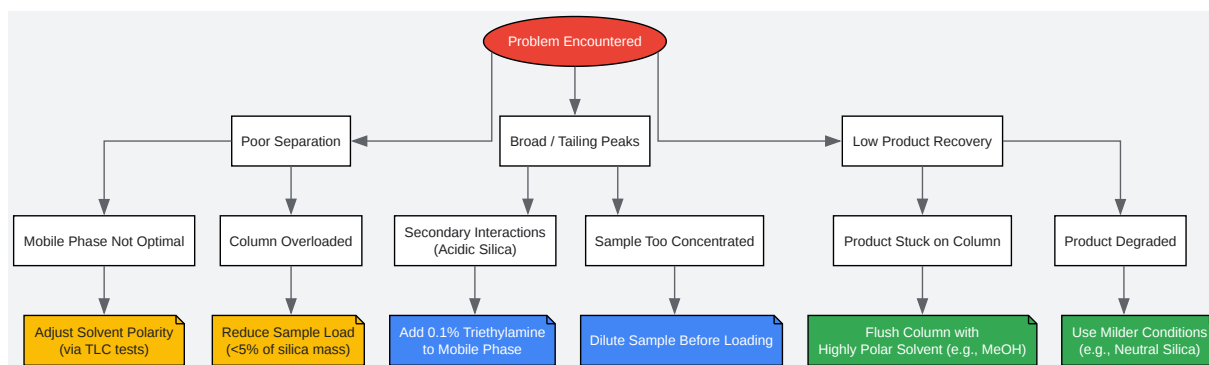 Problem Encountered
Poor Separation
Broad / Tailing Peaks
Low Product Recovery
Mobile Phase Not Optimal
Column Overloaded
Secondary Interactions
(Acidic Silica)
Sample Too Concentrated
Product Stuck on Column
Product Degraded
Adjust Solvent Polarity
(via TLC tests)
Reduce Sample Load
(<5% of silica mass)
Add 0.1% Triethylamine
to Mobile Phase
Dilute Sample Before Loading
Flush Column with
Highly Polar Solvent (e.g., MeOH)
Use Milder Conditions
(e.g., Neutral Silica)